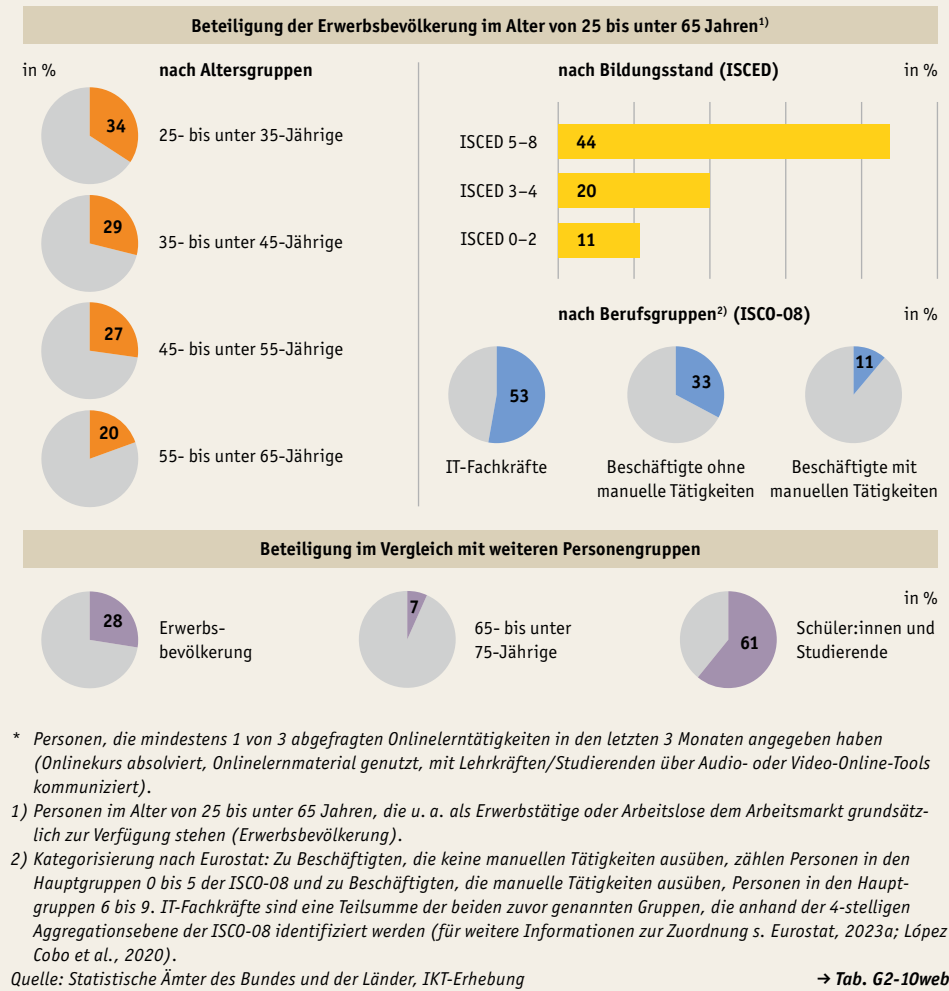 Beteiligung der Erwerbsbevölkerung im Alter von 25 bis unter 65 Jahren1)
in %
nach Altersgruppen
34
25- bis unter 35-Jährige
29
35- bis unter 45-Jährige
27
45- bis unter 55-Jährige
20
55- bis unter 65-Jährige
nach Bildungsstand (ISCED)
in %
ISCED 5–8
44
ISCED 3–4
20
ISCED 0–2
11
nach Berufsgruppen2) (ISCO-08)
in %
53
IT-Fachkräfte
33
Beschäftigte ohne
manuelle Tätigkeiten
11
Beschäftigte mit
manuellen Tätigkeiten
Beteiligung im Vergleich mit weiteren Personengruppen
in %
28
Erwerbs-
bevölkerung
7
65- bis unter
75-Jährige
61
Schüler:innen und
Studierende
* Personen, die mindestens 1 von 3 abgefragten Onlinelerntätigkeiten in den letzten 3 Monaten angegeben haben
(Onlinekurs absolviert, Onlinelernmaterial genutzt, mit Lehrkräften/Studierenden über Audio- oder Video-Online-Tools
kommuniziert).
1) Personen im Alter von 25 bis unter 65 Jahren, die u. a. als Erwerbstätige oder Arbeitslose dem Arbeitsmarkt grundsätz-
lich zur Verfügung stehen (Erwerbsbevölkerung).
2) Kategorisierung nach Eurostat: Zu Beschäftigten, die keine manuellen Tätigkeiten ausüben, zählen Personen in den
Hauptgruppen 0 bis 5 der ISCO-08 und zu Beschäftigten, die manuelle Tätigkeiten ausüben, Personen in den Haupt-
gruppen 6 bis 9. IT-Fachkräfte sind eine Teilsumme der beiden zuvor genannten Gruppen, die anhand der 4-stelligen
Aggregationsebene der ISCO-08 identifiziert werden (für weitere Informationen zur Zuordnung s. Eurostat, 2023a; López
Cobo et al., 2020).
Quelle: Statistische Ämter des Bundes und der Länder, IKT-Erhebung
→ Tab. G2-10web